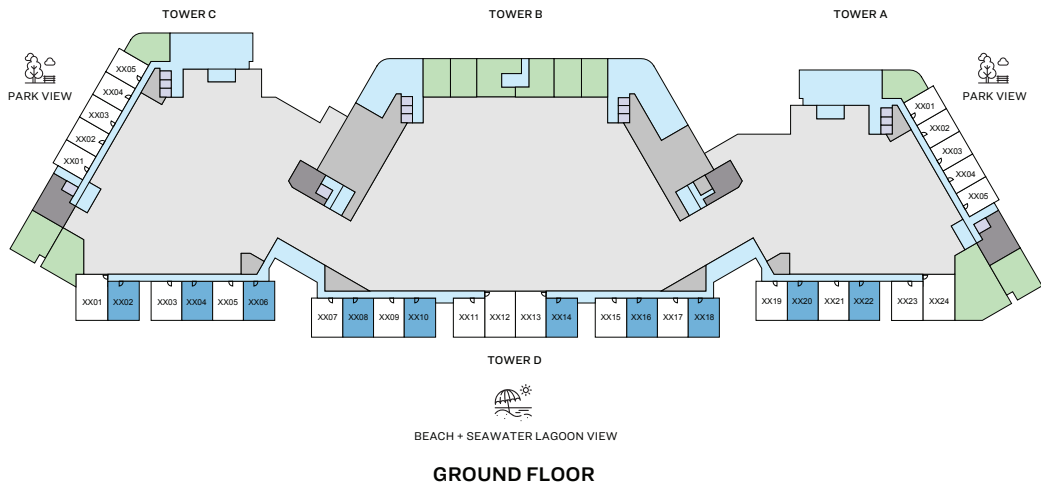 TOWER C
TOWER B
TOWER A
PARK VIEW
PARK VIEW
XX05
XX04
XX03
XX02
XX01
XX01
XX02
XX03
XX04
XX05
XX01
XX02
XX03
XX04
XX05
XX06
XX07
XX08
XX09
XX10
XX11
XX12
XX13
XX14
XX15
XX16
XX17
XX18
XX19
XX20
XX21
XX22
XX23
XX24
TOWER D
BEACH + SEAWATER LAGOON VIEW
GROUND FLOOR